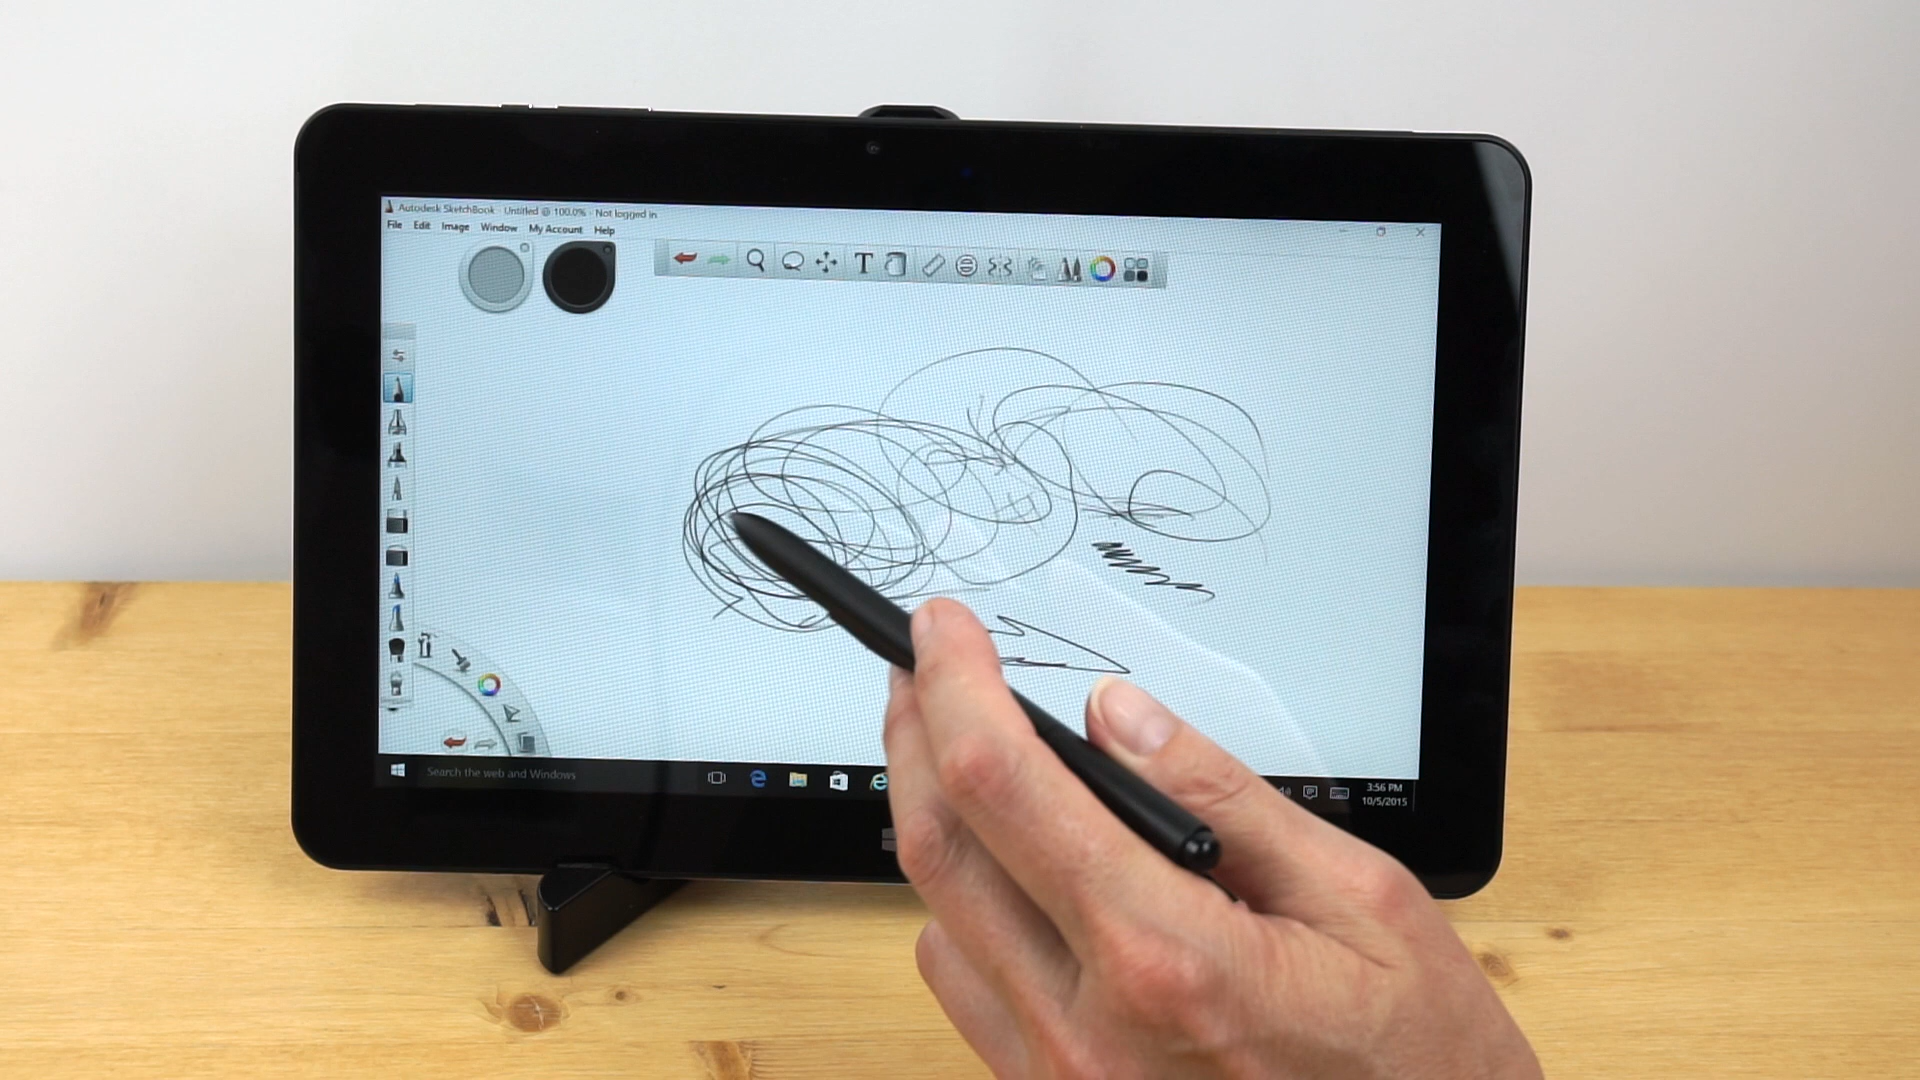 Autodesk SketchBook - Untitled @ 100.0% - Not logged in
File Edit Image Window My Account Help
T
Search the web and Windows
3:56 PM
10/5/2015